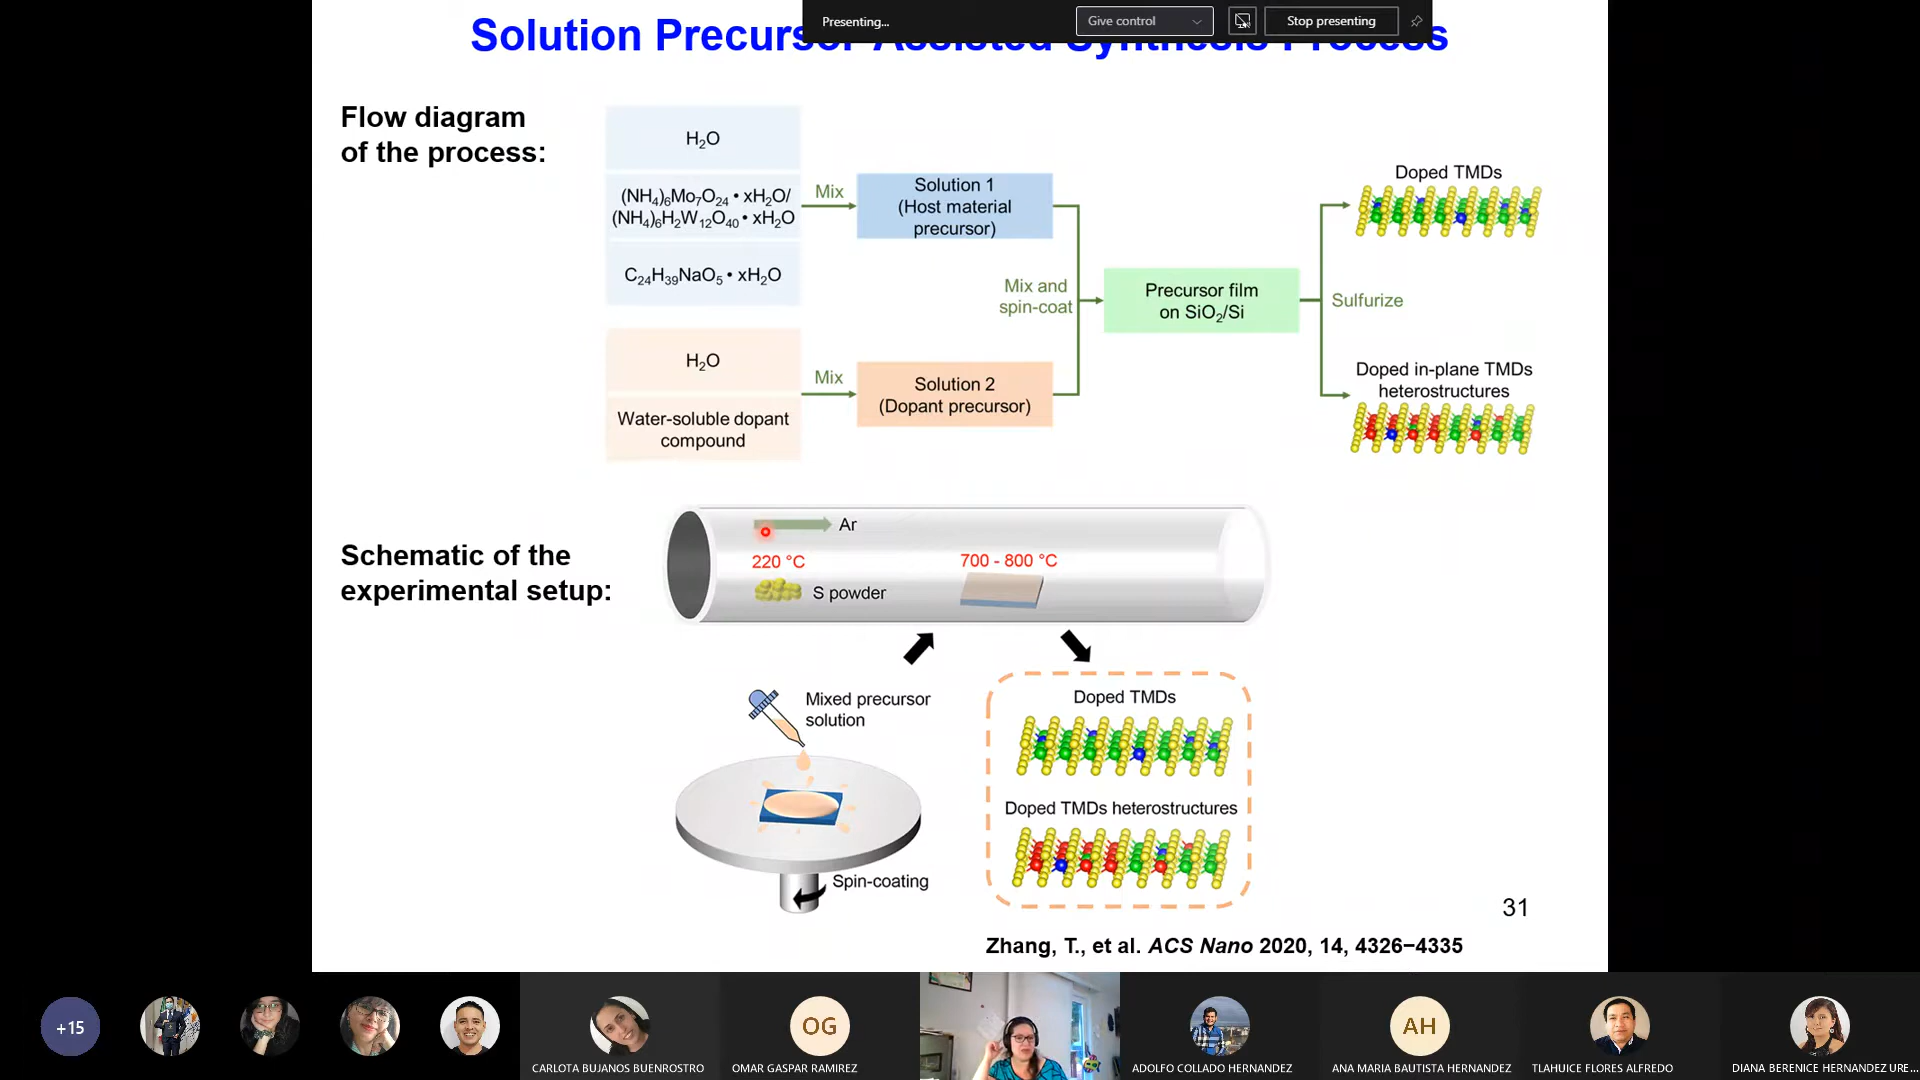 Presenting...
Give control
Stop presenting
Solution Precursor-Assisted Synthesis Process
Flow diagram
of the process:
H₂O
(NH₄)₆Mo₇O₂₄ • xH₂O/
(NH₄)₆H₂W₁₂O₄₀ • xH₂O
C₂₄H₃₉NaO₅ • xH₂O
Mix
Solution 1
(Host material
precursor)
H₂O
Water-soluble dopant
compound
Mix
Solution 2
(Dopant precursor)
Mix and
spin-coat
Precursor film
on SiO₂/Si
Sulfurize
Doped TMDs
Doped in-plane TMDs
heterostructures
Schematic of the
experimental setup:
Ar
220 °C
S powder
700 - 800 °C
Mixed precursor
solution
Spin-coating
Doped TMDs
Doped TMDs heterostructures
31
Zhang, T., et al. ACS Nano 2020, 14, 4326−4335
+15
CARLOTA BUJANOS BUENROSTRO
OG
OMAR GASPAR RAMIREZ
ADOLFO COLLADO HERNANDEZ
AH
ANA MARIA BAUTISTA HERNANDEZ
TLAHUICE FLORES ALFREDO
DIANA BERENICE HERNANDEZ URE...